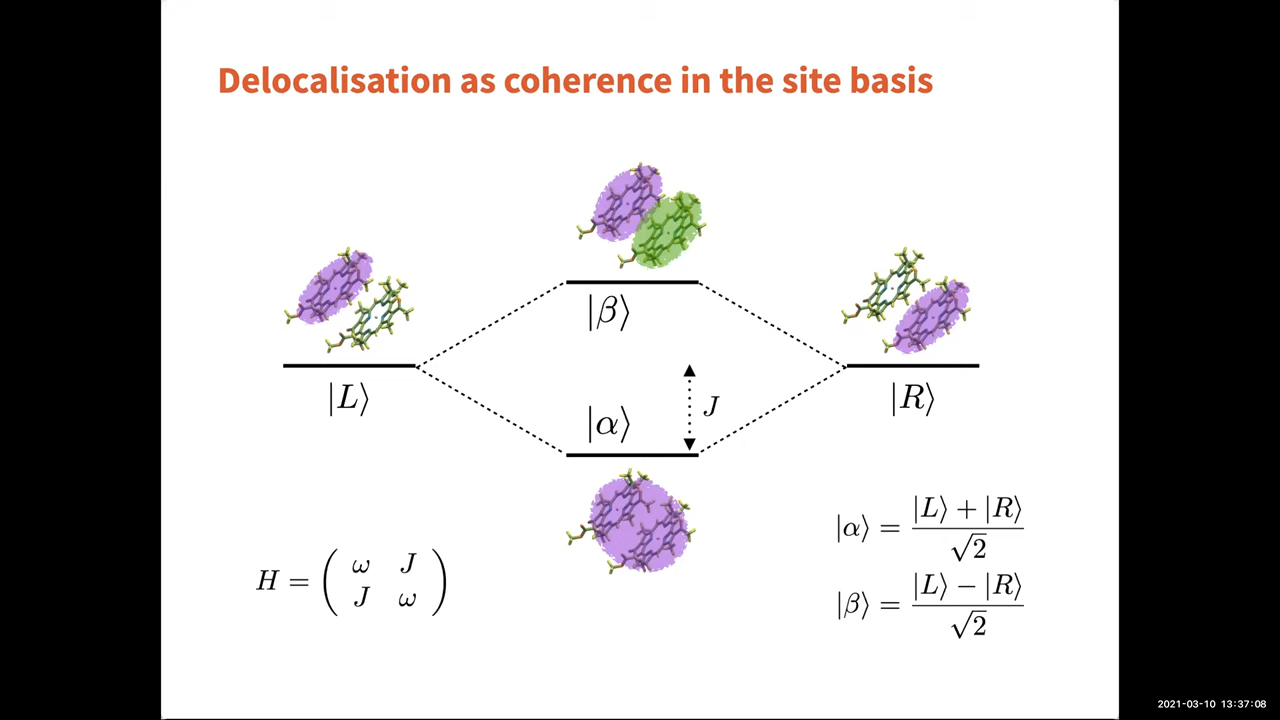 Delocalisation as coherence in the site basis
|β⟩
|L⟩
|R⟩
|α⟩
J
|α⟩ = |L⟩ + |R⟩ / √2
H = ( ω J
J ω )
|β⟩ = |L⟩ − |R⟩ / √2
2021-03-10 13:37:08